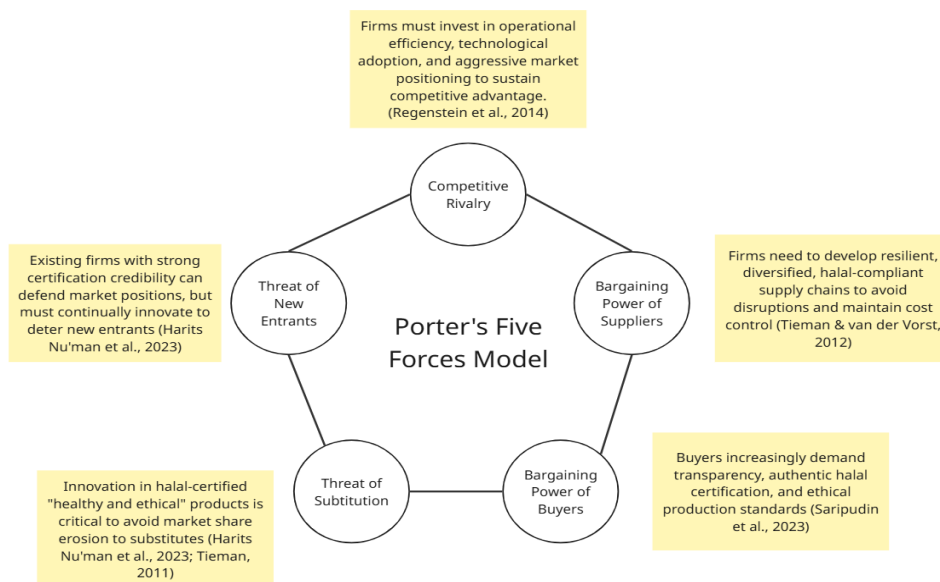 Firms must invest in operational
efficiency, technological
adoption, and aggressive market
positioning to sustain
competitive advantage.
(Regenstein et al., 2014)
Competitive
Rivalry
Existing firms with strong
certification credibility can
defend market positions, but
must continually innovate to
deter new entrants (Harits
Nu'man et al., 2023)
Threat of
New
Entrants
Porter's Five
Forces Model
Bargaining
Power of
Suppliers
Firms need to develop resilient,
diversified, halal-compliant
supply chains to avoid
disruptions and maintain cost
control (Tieman & van der Vorst,
2012)
Innovation in halal-certified
"healthy and ethical" products is
critical to avoid market share
erosion to substitutes (Harits
Nu'man et al., 2023; Tieman,
2011)
Threat of
Subtitution
Bargaining
Power of
Buyers
Buyers increasingly demand
transparency, authentic halal
certification, and ethical
production standards (Saripudin
et al., 2023)